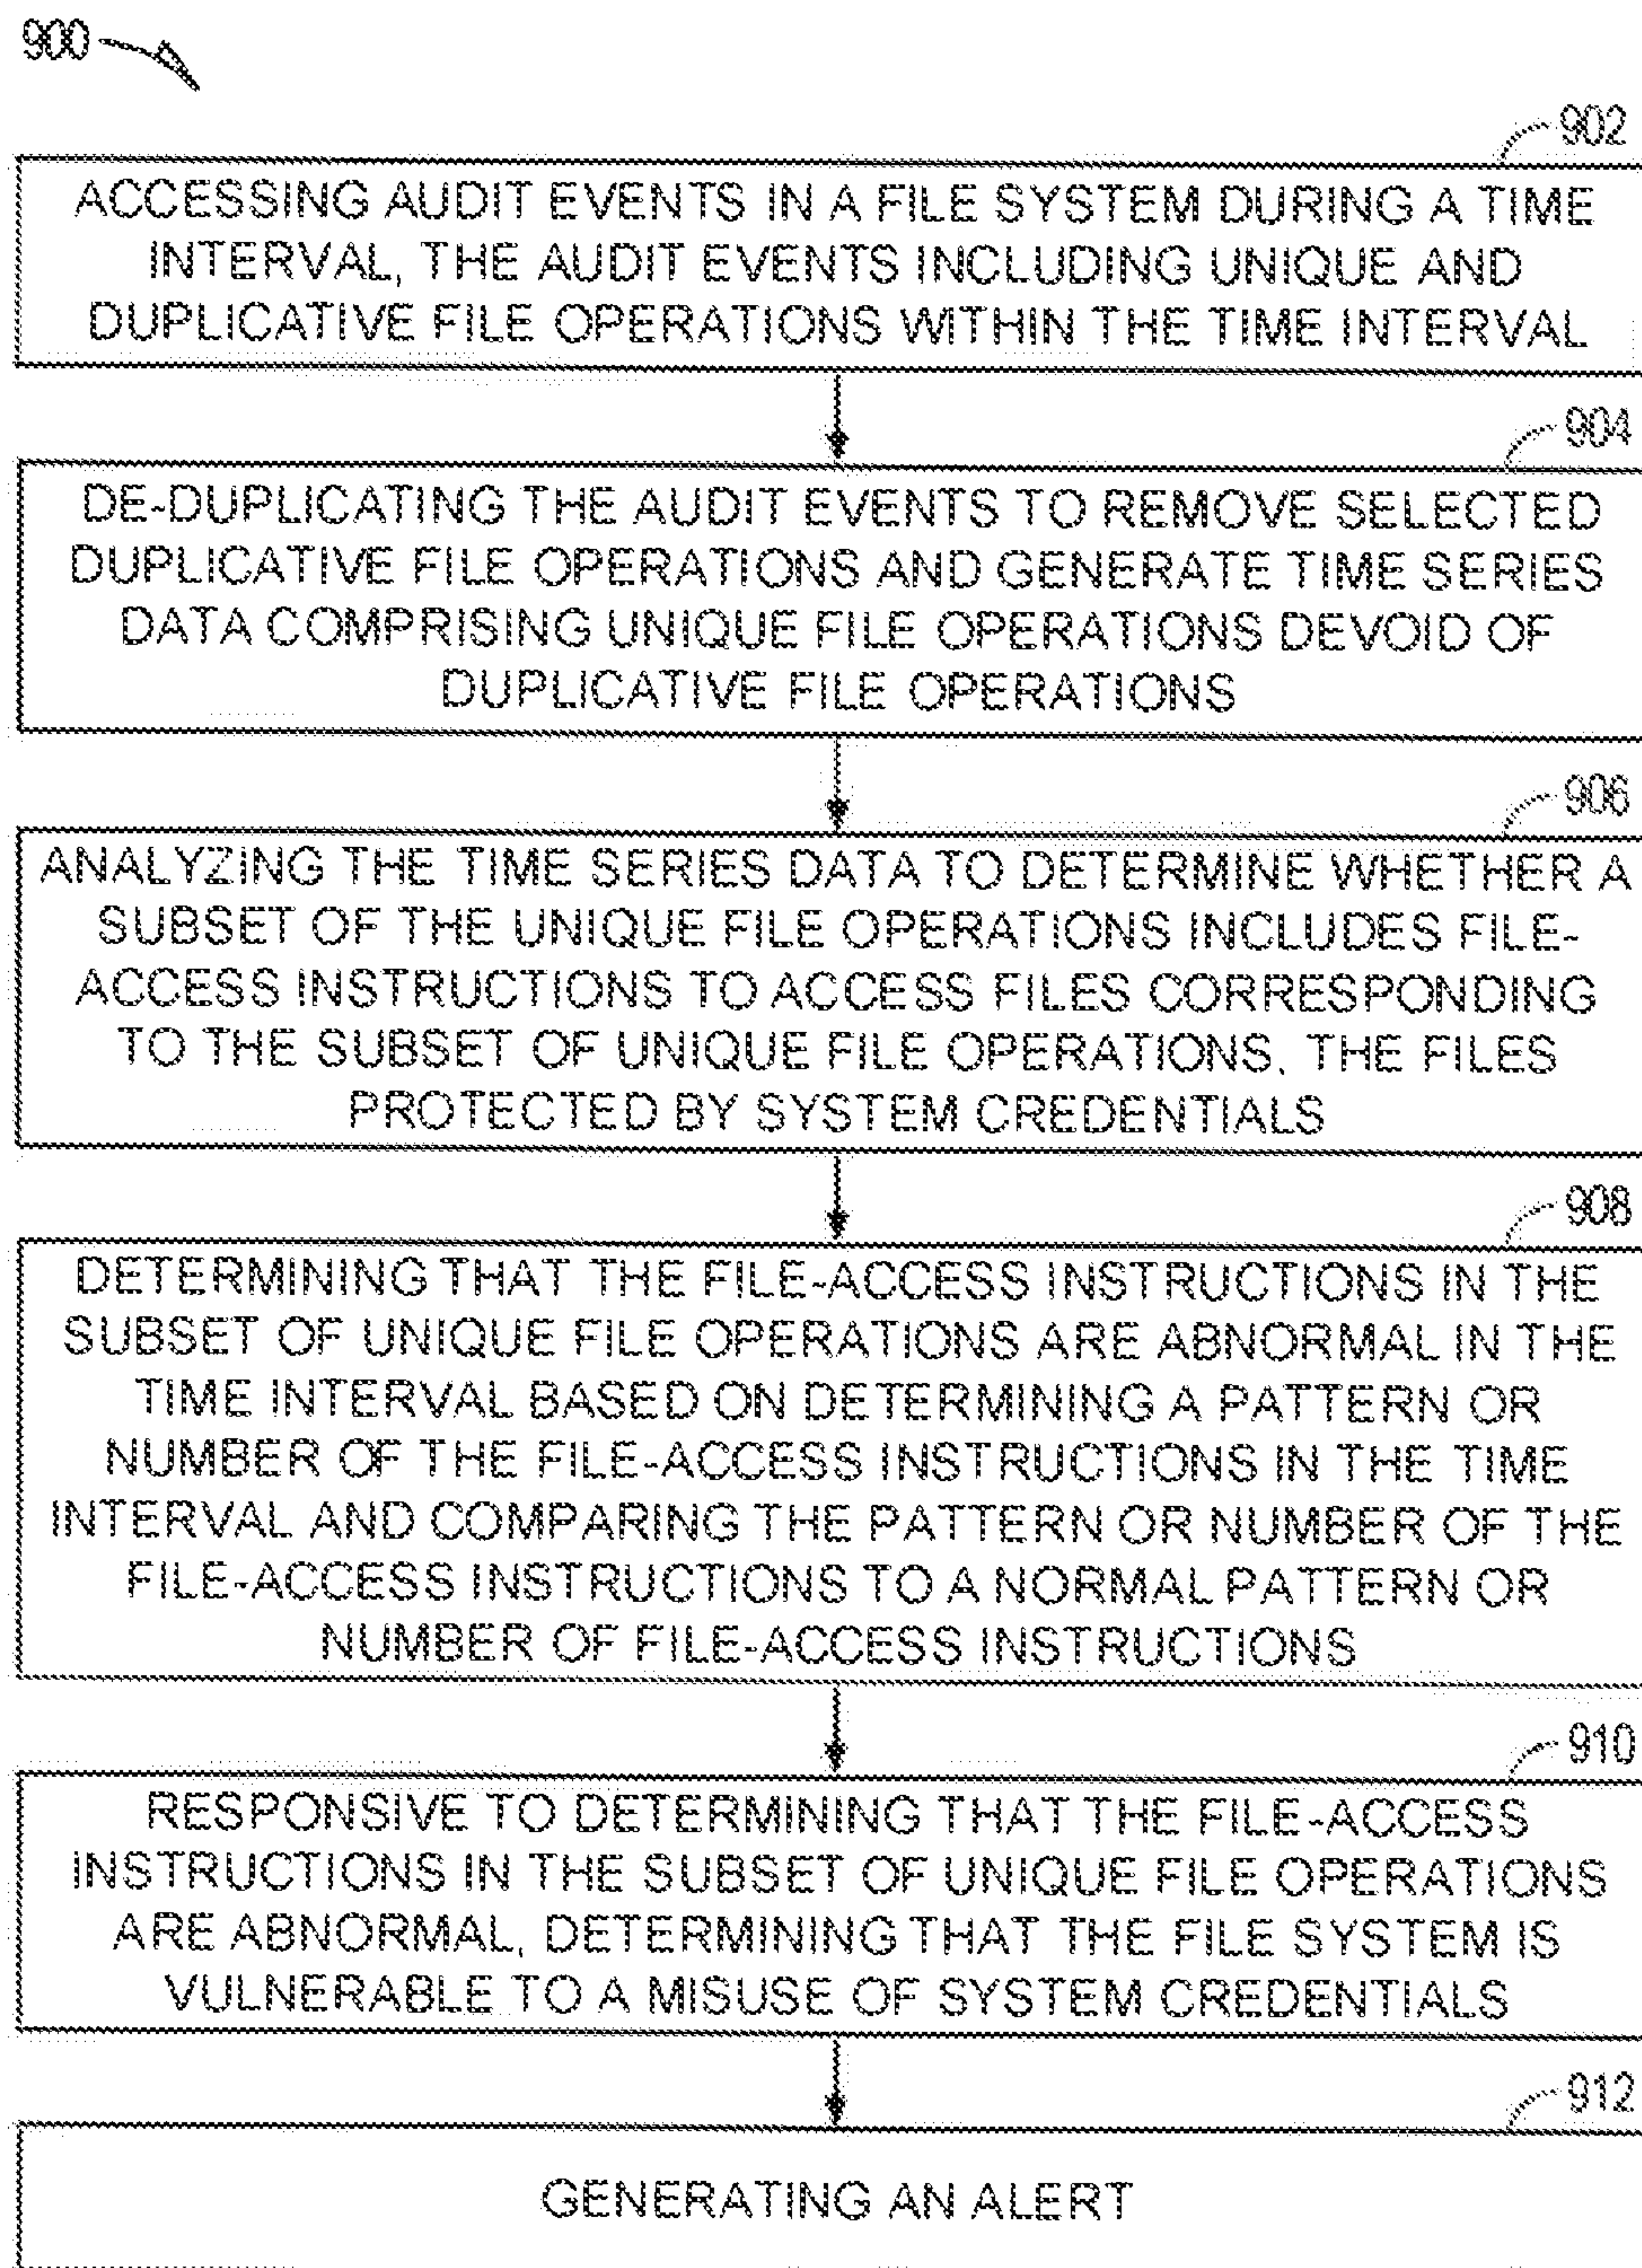 900
902
ACCESSING AUDIT EVENTS IN A FILE SYSTEM DURING A TIME
INTERVAL, THE AUDIT EVENTS INCLUDING UNIQUE AND
DUPLICATIVE FILE OPERATIONS WITHIN THE TIME INTERVAL
904
DE-DUPLICATING THE AUDIT EVENTS TO REMOVE SELECTED
DUPLICATIVE FILE OPERATIONS AND GENERATE TIME SERIES
DATA COMPRISING UNIQUE FILE OPERATIONS DEVOID OF
DUPLICATIVE FILE OPERATIONS
906
ANALYZING THE TIME SERIES DATA TO DETERMINE WHETHER A
SUBSET OF THE UNIQUE FILE OPERATIONS INCLUDES FILE-
ACCESS INSTRUCTIONS TO ACCESS FILES CORRESPONDING
TO THE SUBSET OF UNIQUE FILE OPERATIONS, THE FILES
PROTECTED BY SYSTEM CREDENTIALS
908
DETERMINING THAT THE FILE-ACCESS INSTRUCTIONS IN THE
SUBSET OF UNIQUE FILE OPERATIONS ARE ABNORMAL IN THE
TIME INTERVAL BASED ON DETERMINING A PATTERN OR
NUMBER OF THE FILE-ACCESS INSTRUCTIONS IN THE TIME
INTERVAL AND COMPARING THE PATTERN OR NUMBER OF THE
FILE-ACCESS INSTRUCTIONS TO A NORMAL PATTERN OR
NUMBER OF FILE-ACCESS INSTRUCTIONS
910
RESPONSIVE TO DETERMINING THAT THE FILE-ACCESS
INSTRUCTIONS IN THE SUBSET OF UNIQUE FILE OPERATIONS
ARE ABNORMAL, DETERMINING THAT THE FILE SYSTEM IS
VULNERABLE TO A MISUSE OF SYSTEM CREDENTIALS
912
GENERATING AN ALERT